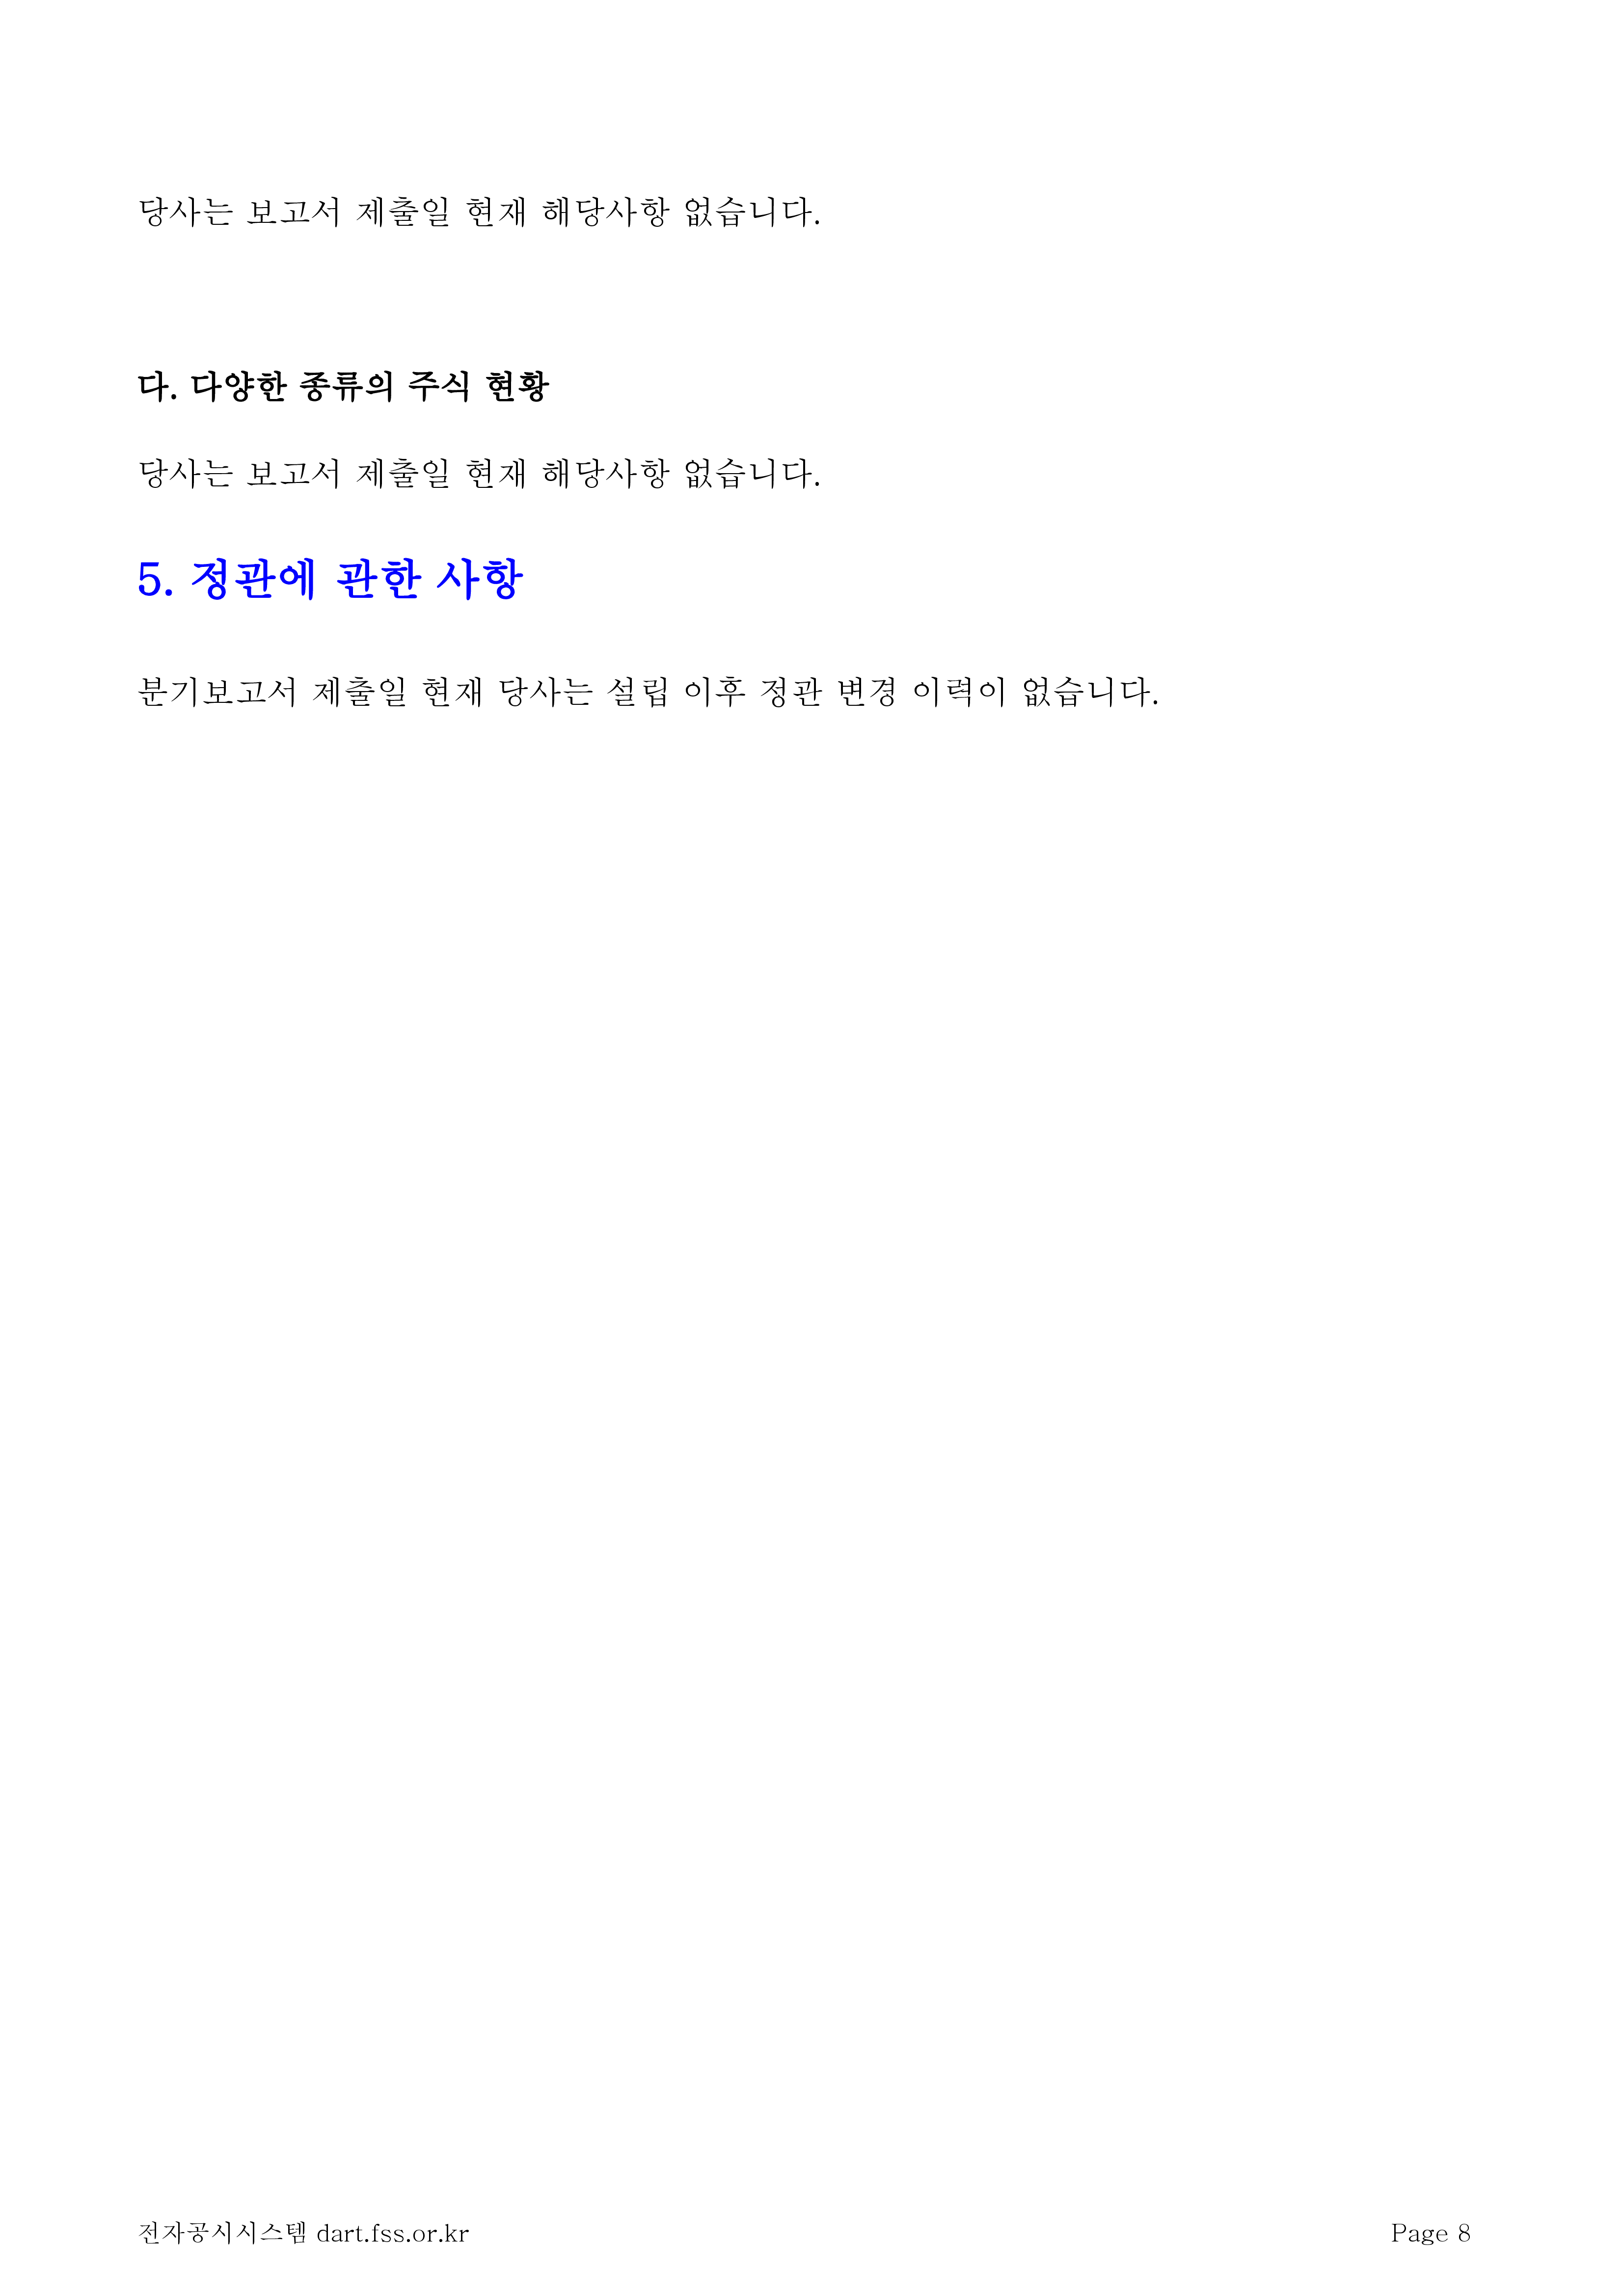 당사는 보고서 제출일 현재 해당사항 없습니다.
다. 다양한 종류의 주식 현황
당사는 보고서 제출일 현재 해당사항 없습니다.
5. 정관에 관한 사항
분기보고서 제출일 현재 당사는 설립 이후 정관 변경 이력이 없습니다.
전자공시시스템 dart.fss.or.kr
Page 8